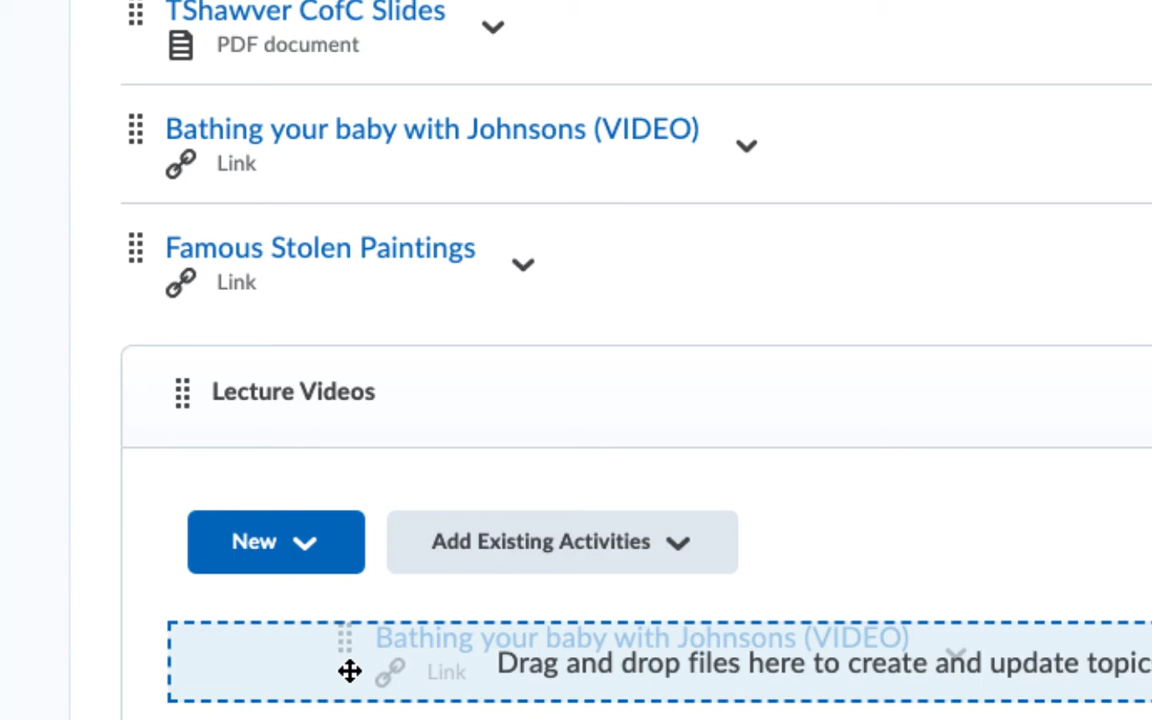 TShawver CofC Slides
PDF document
Bathing your baby with Johnsons (VIDEO)
Link
Famous Stolen Paintings
Link
Lecture Videos
New
Add Existing Activities
Bathing your baby with Johnsons (VIDEO)
Link
Drag and drop files here to create and update topic